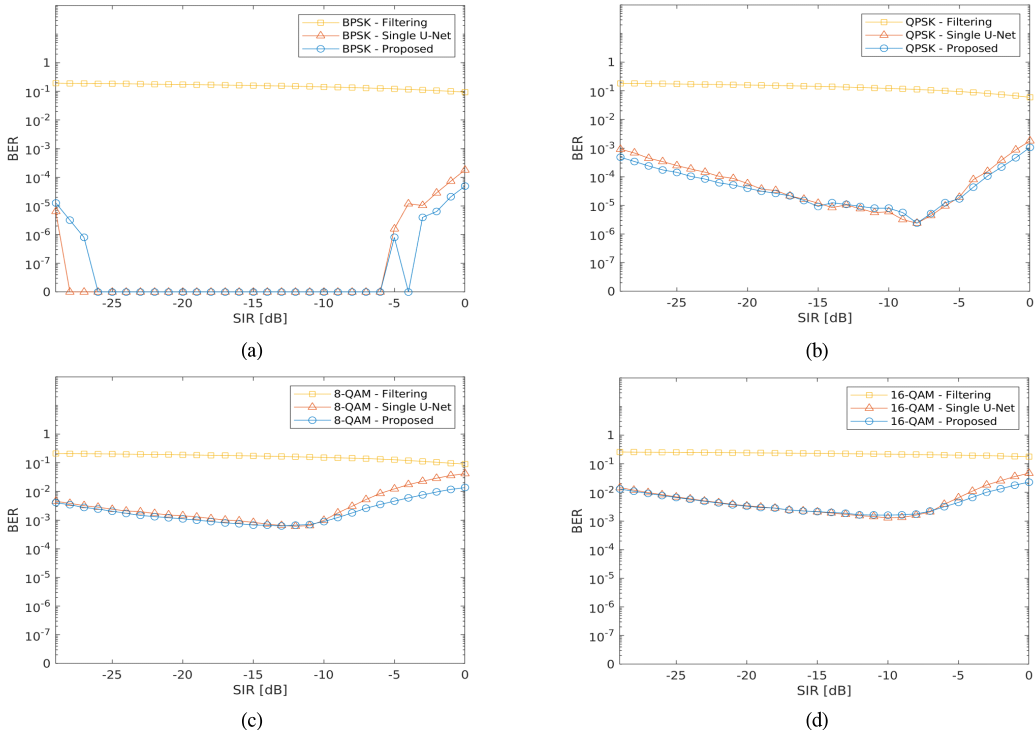 BPSK - Filtering
BPSK - Single U-Net
BPSK - Proposed
1
10^-1
10^-2
10^-3
10^-4
10^-5
10^-6
10^-7
0
BER
-25 -20 -15 -10 -5 0
SIR [dB]
(a)
QPSK - Filtering
QPSK - Single U-Net
QPSK - Proposed
1
10^-1
10^-2
10^-3
10^-4
10^-5
10^-6
10^-7
0
BER
-25 -20 -15 -10 -5 0
SIR [dB]
(b)
8-QAM - Filtering
8-QAM - Single U-Net
8-QAM - Proposed
1
10^-1
10^-2
10^-3
10^-4
10^-5
10^-6
10^-7
0
BER
-25 -20 -15 -10 -5 0
SIR [dB]
(c)
16-QAM - Filtering
16-QAM - Single U-Net
16-QAM - Proposed
1
10^-1
10^-2
10^-3
10^-4
10^-5
10^-6
10^-7
0
BER
-25 -20 -15 -10 -5 0
SIR [dB]
(d)